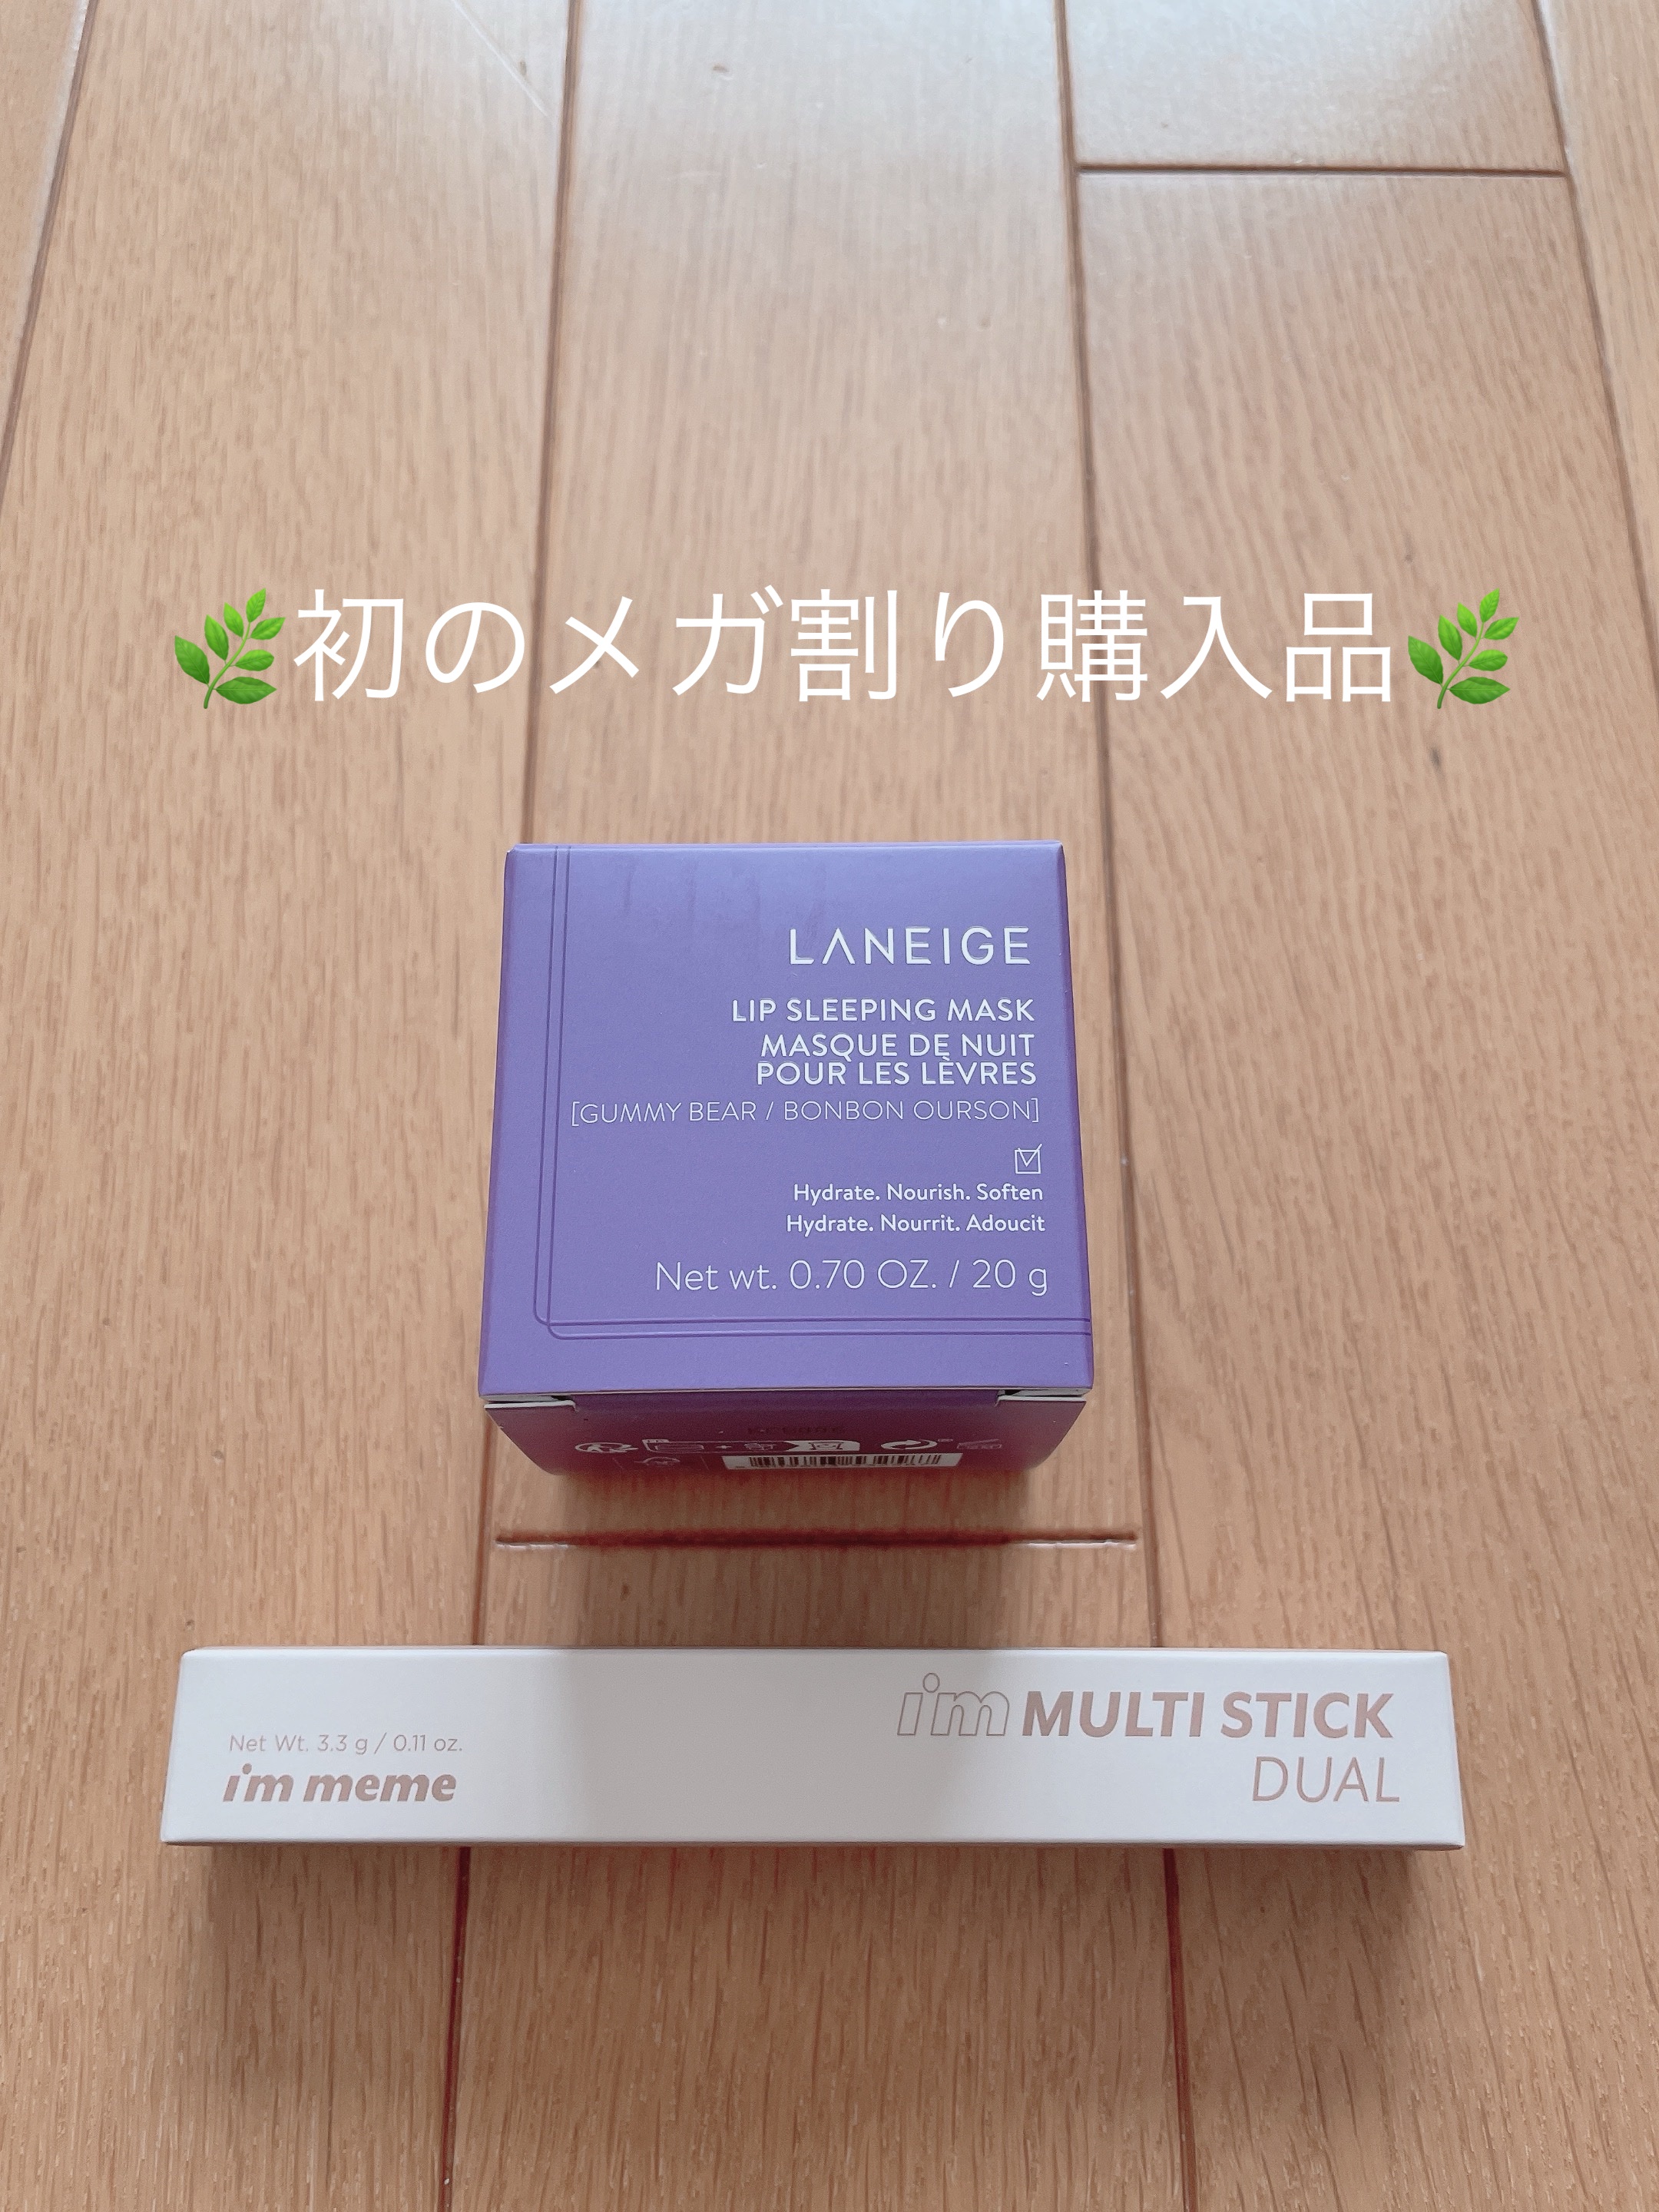 🌿初のメガ割り購入品🌿
LANEIGE
LIP SLEEPING MASK
MASQUE DE NUIT
POUR LES LÈVRES
[GUMMY BEAR / BONBON OURSON]
Hydrate. Nourish. Soften
Hydrate. Nourrit. Adoucit
Net wt. 0.70 OZ. / 20 g
i'm MULTI STICK
DUAL
Net Wt. 3.3 g / 0.11 oz.
i'm meme